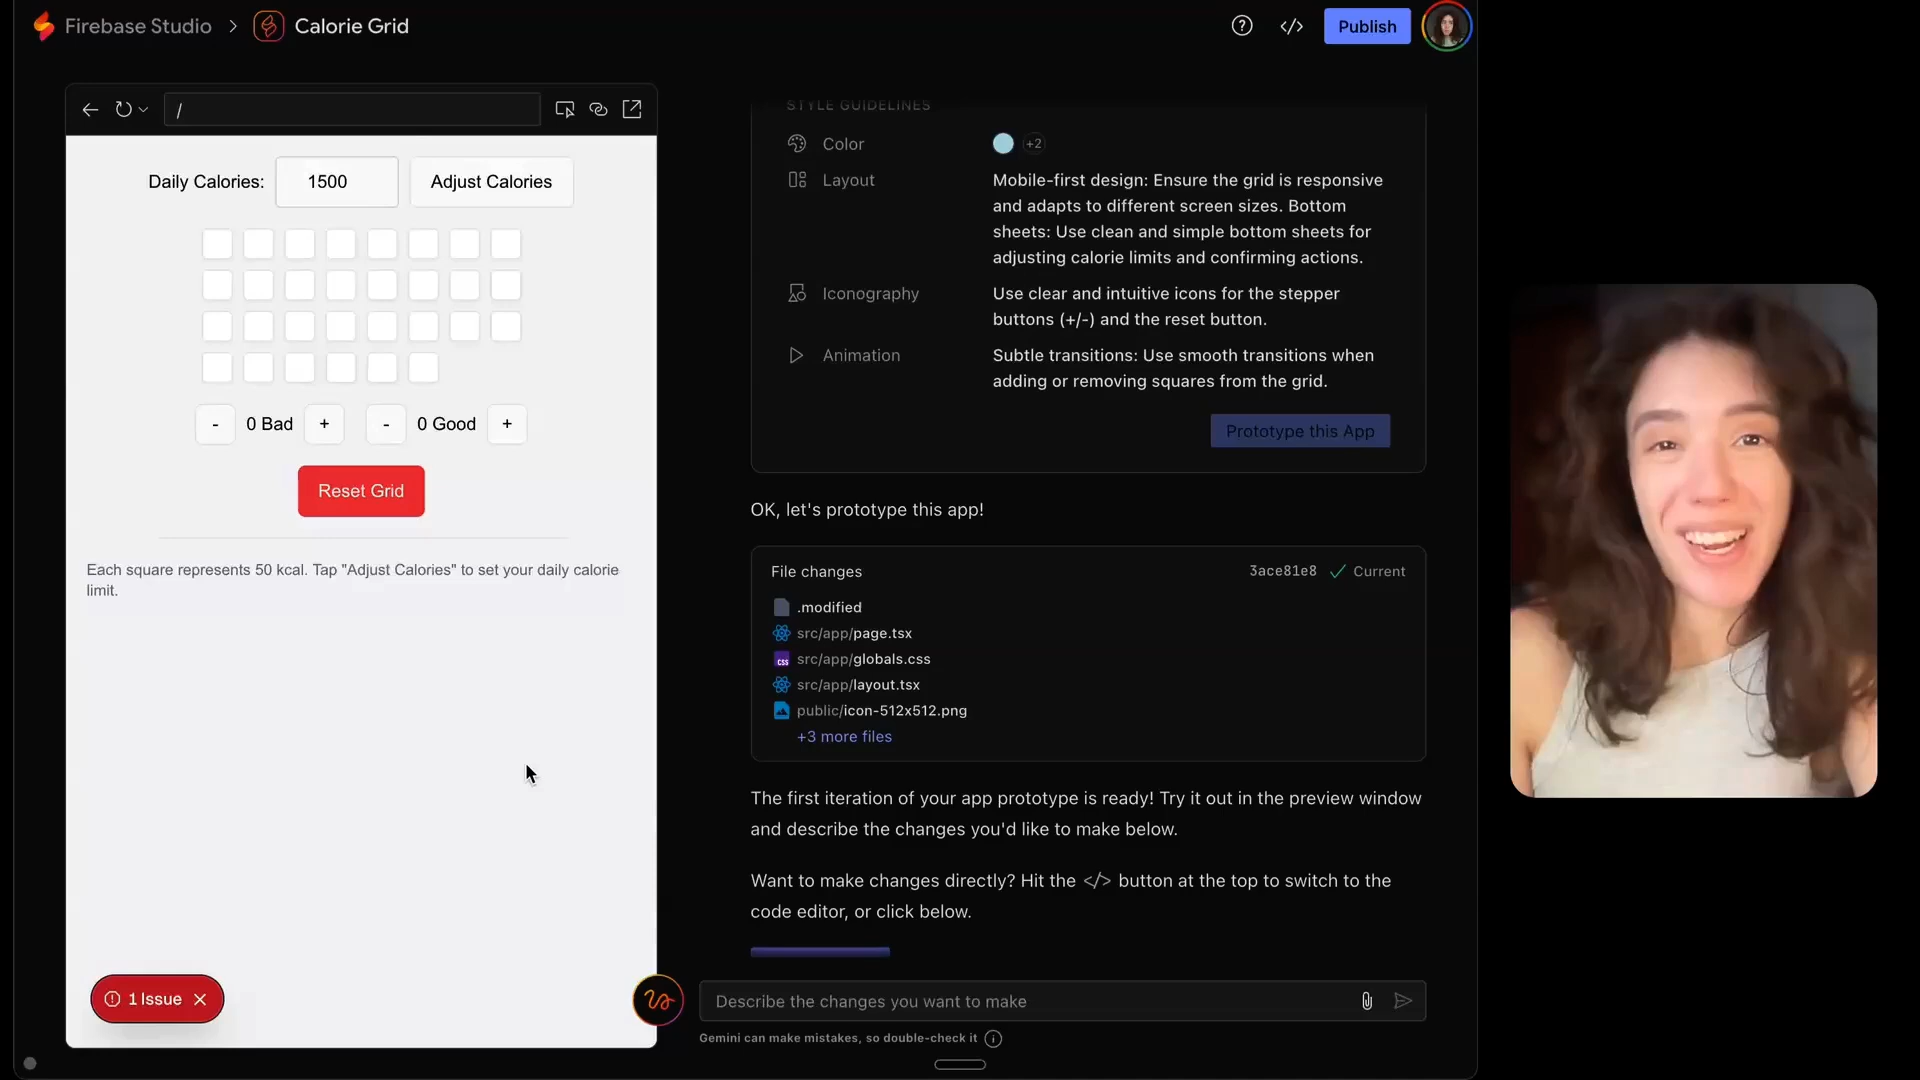 Firebase Studio > Calorie Grid
</> Publish
/
Daily Calories: 1500 Adjust Calories
- 0 Bad + - 0 Good +
Reset Grid
Each square represents 50 kcal. Tap "Adjust Calories" to set your daily calorie
limit.
1 Issue
STYLE GUIDELINES
Color +2
Layout
Mobile-first design: Ensure the grid is responsive
and adapts to different screen sizes. Bottom
sheets: Use clean and simple bottom sheets for
adjusting calorie limits and confirming actions.
Iconography
Use clear and intuitive icons for the stepper
buttons (+/-) and the reset button.
Animation
Subtle transitions: Use smooth transitions when
adding or removing squares from the grid.
Prototype this App
OK, let's prototype this app!
File changes 3ace81e8 Current
.modified
src/app/page.tsx
css src/app/globals.css
src/app/layout.tsx
public/icon-512x512.png
+3 more files
The first iteration of your app prototype is ready! Try it out in the preview window
and describe the changes you'd like to make below.
Want to make changes directly? Hit the </> button at the top to switch to the
code editor, or click below.
Describe the changes you want to make
Gemini can make mistakes, so double-check it